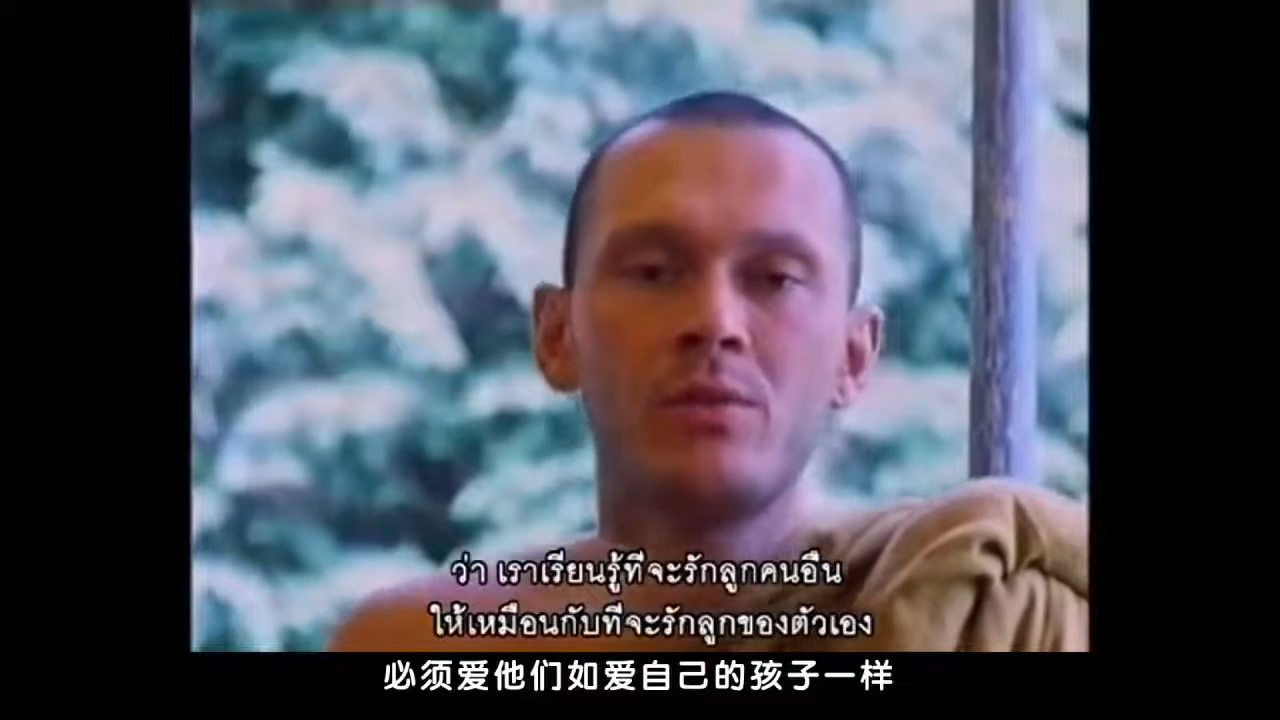 ว่า เราเรียนรู้ที่จะรักลูกคนอื่น
ให้เหมือนกับที่จะรักลูกของตัวเอง
必须爱他们如爱自己的孩子一样